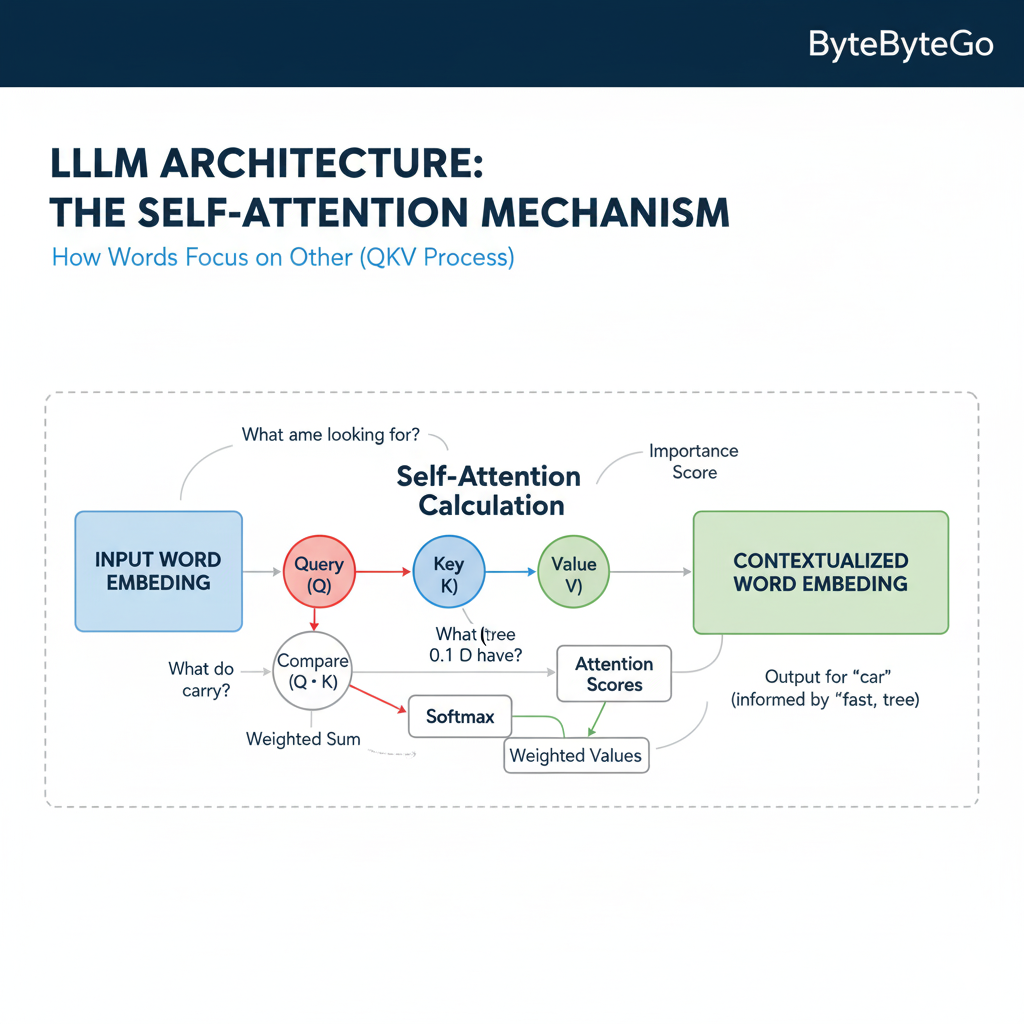 ByteByteGo
LLLM ARCHITECTURE:
THE SELF-ATTENTION MECHANISM
How Words Focus on Other (QKV Process)
What ame looking for?
Importance
Score
Self-Attention
Calculation
INPUT WORD
EMBEDING
Query
(Q)
Key
K)
Value
V)
CONTEXTUALIZED
WORD EMBEDING
What do
carry?
Compare
(Q • K)
What
0.1 D have?
Attention
Scores
Output for “car”
(informed by “fast, tree)
Softmax
Weighted Sum
Weighted Values